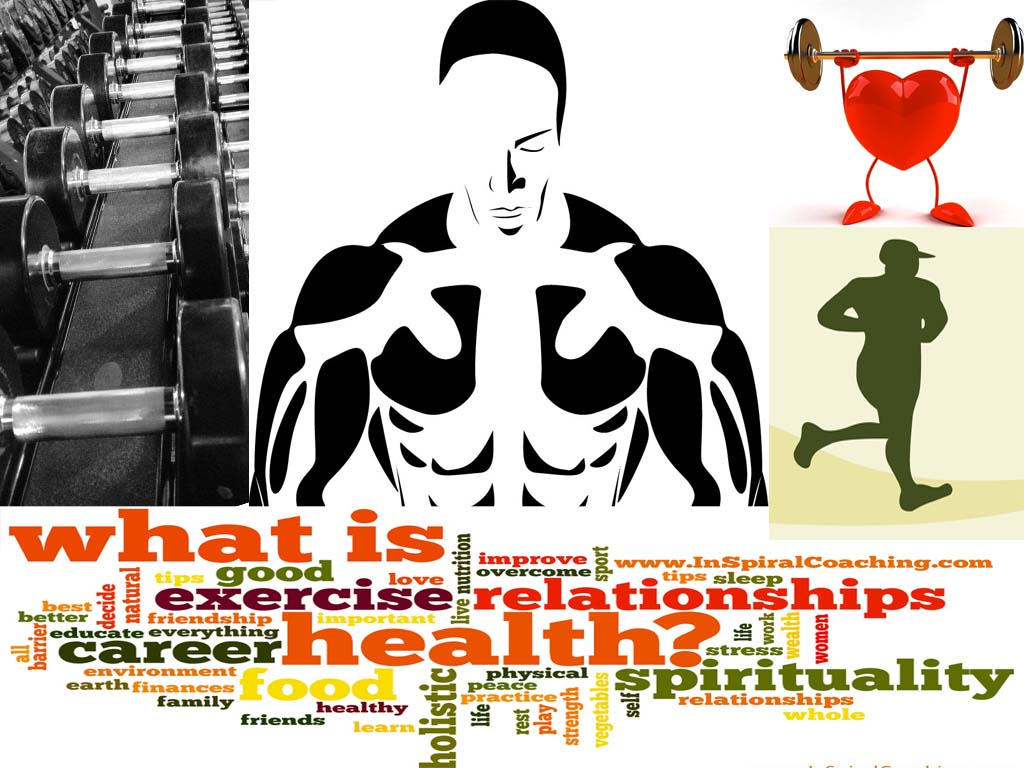 what is
nutrition
improve
overcome
sport
www.InSpiralCoaching.com
tips
sleep
tips
good
love
natural
decide
best
better
exercise
live
relationships
friendship
important
all
barrier
educate
everything
career
health?
life
work
wealth
women
stress
environment
earth
finances
food
family
healthy
friends
learn
holistic
physical
peace
practice
life
rest
play
strength
vegetables
self
spirituality
relationships
whole